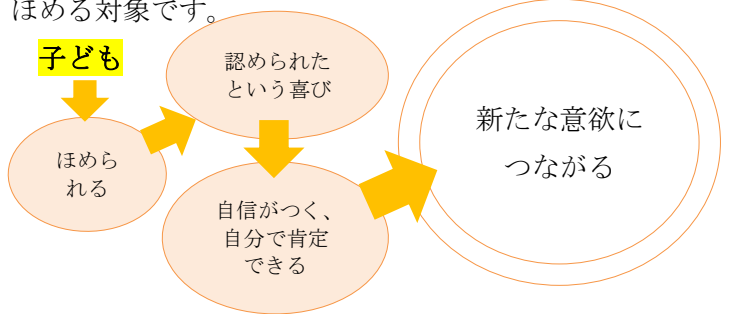 ほめる対象です。
子ども
ほめら
れる
認められた
という喜び
自信がつく、
自分で肯定
できる
新たな意欲に
つながる